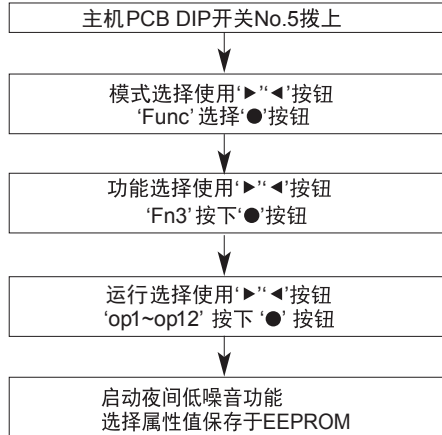 主机PCB DIP开关No.5拨上
模式选择使用‘►’‘◄’按钮
‘Func’选择‘●’按钮
功能选择使用‘►’‘◄’按钮
‘Fn3’按下‘●’按钮
运行选择使用‘►’‘◄’按钮
‘op1~op12’ 按下 ‘●’ 按钮
启动夜间低噪音功能
选择属性值保存于EEPROM